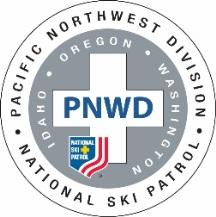 • PACIFIC NORTHWEST DIVISION •
NATIONAL SKI PATROL
IDAHO • OREGON • WASHINGTON
PNWD
NATIONAL
SKI
PATROL
®